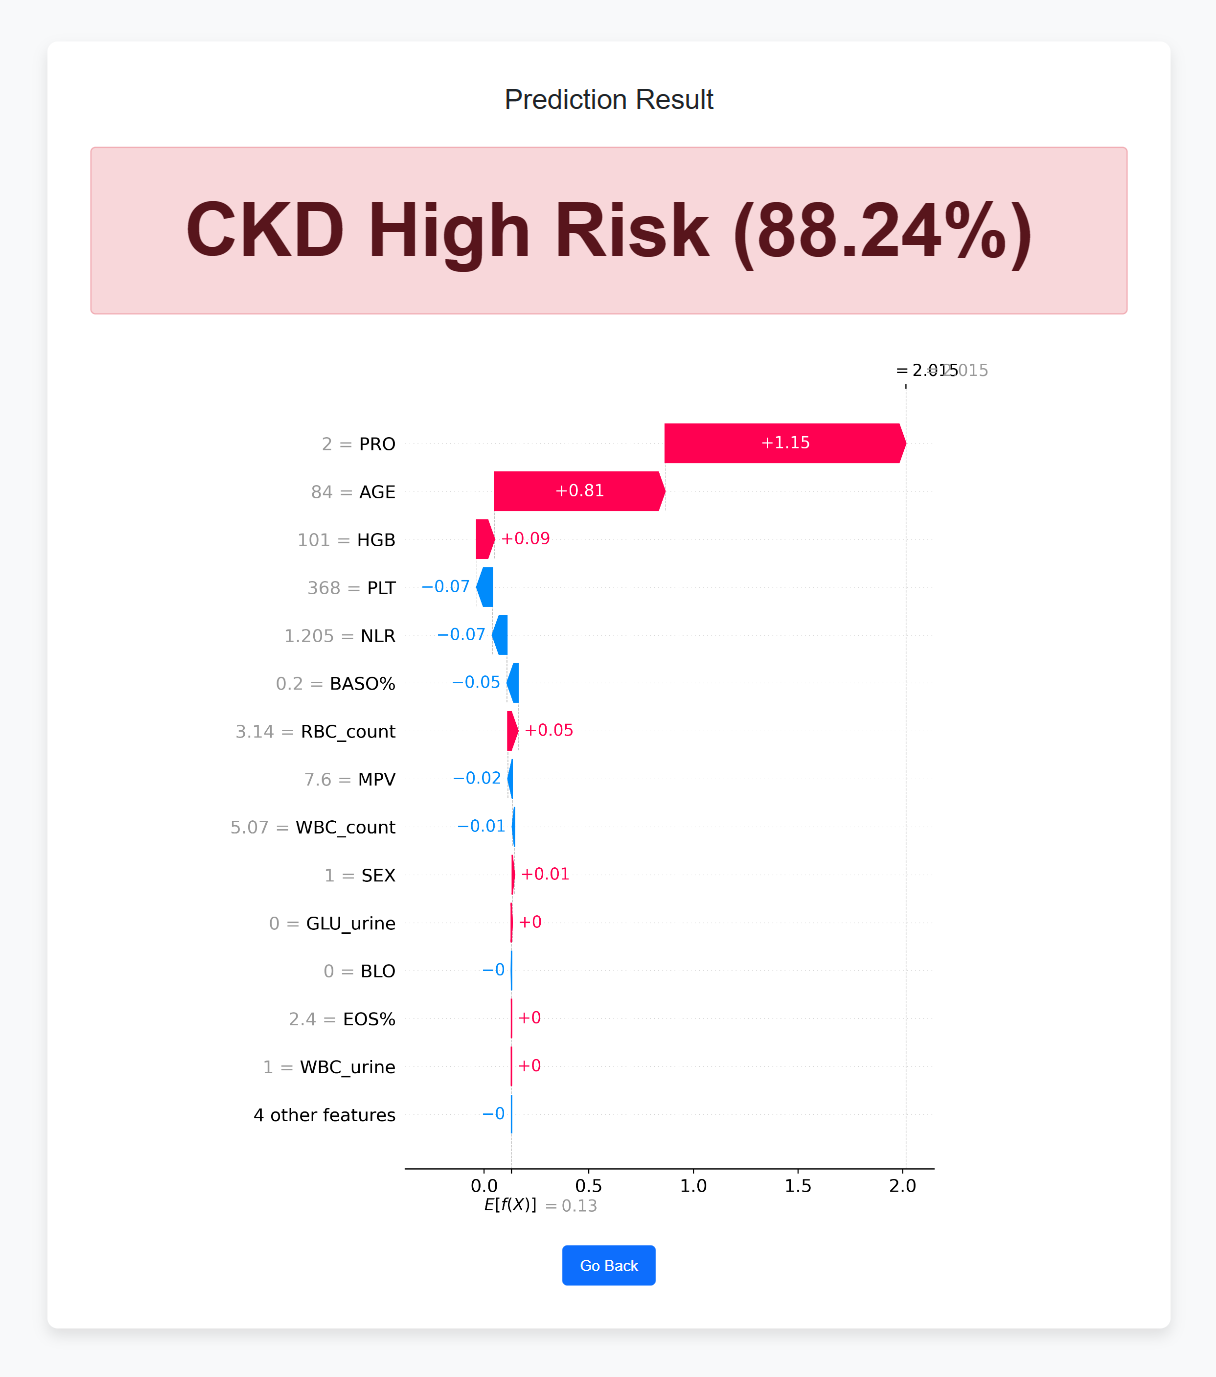 Prediction Result
CKD High Risk (88.24%)
= 2.015 = 2.015
2 = PRO +1.15
84 = AGE +0.81
101 = HGB +0.09
368 = PLT −0.07
1.205 = NLR −0.07
0.2 = BASO% −0.05
3.14 = RBC_count +0.05
7.6 = MPV −0.02
5.07 = WBC_count −0.01
1 = SEX +0.01
0 = GLU_urine +0
0 = BLO −0
2.4 = EOS% +0
1 = WBC_urine +0
4 other features −0
0.0 0.5 1.0 1.5 2.0
E[f(X)] = 0.13
Go Back